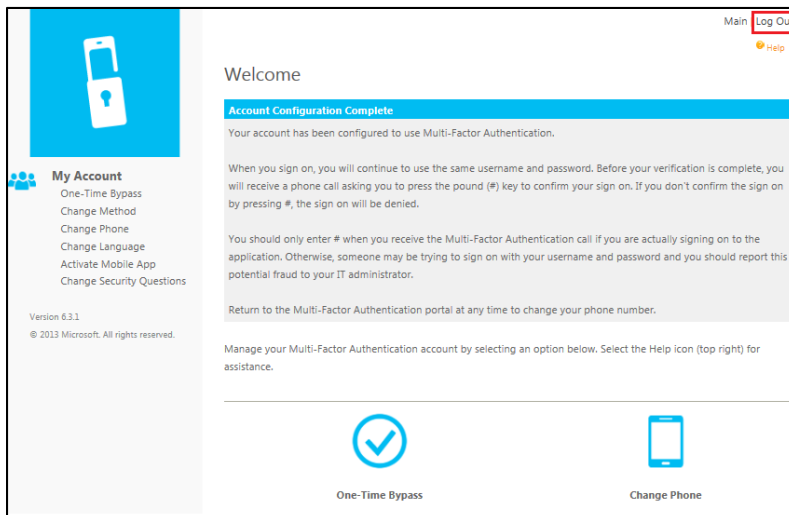 Main Log Ou
Help
Welcome
Account Configuration Complete
Your account has been configured to use Multi-Factor Authentication.
When you sign on, you will continue to use the same username and password. Before your verification is complete, you
will receive a phone call asking you to press the pound (#) key to confirm your sign on. If you don't confirm the sign on
by pressing #, the sign on will be denied.
You should only enter # when you receive the Multi-Factor Authentication call if you are actually signing on to the
application. Otherwise, someone may be trying to sign on with your username and password and you should report this
potential fraud to your IT administrator.
Return to the Multi-Factor Authentication portal at any time to change your phone number.
Manage your Multi-Factor Authentication account by selecting an option below. Select the Help icon (top right) for
assistance.
One-Time Bypass
Change Phone
My Account
One-Time Bypass
Change Method
Change Phone
Change Language
Activate Mobile App
Change Security Questions
Version 6.3.1
© 2013 Microsoft. All rights reserved.